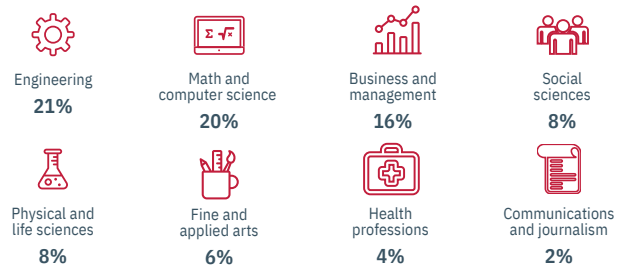 Σ √x
Engineering
21%
Math and
computer science
20%
Business and
management
16%
Social
sciences
8%
Physical and
life sciences
8%
Fine and
applied arts
6%
Health
professions
4%
Communications
and journalism
2%